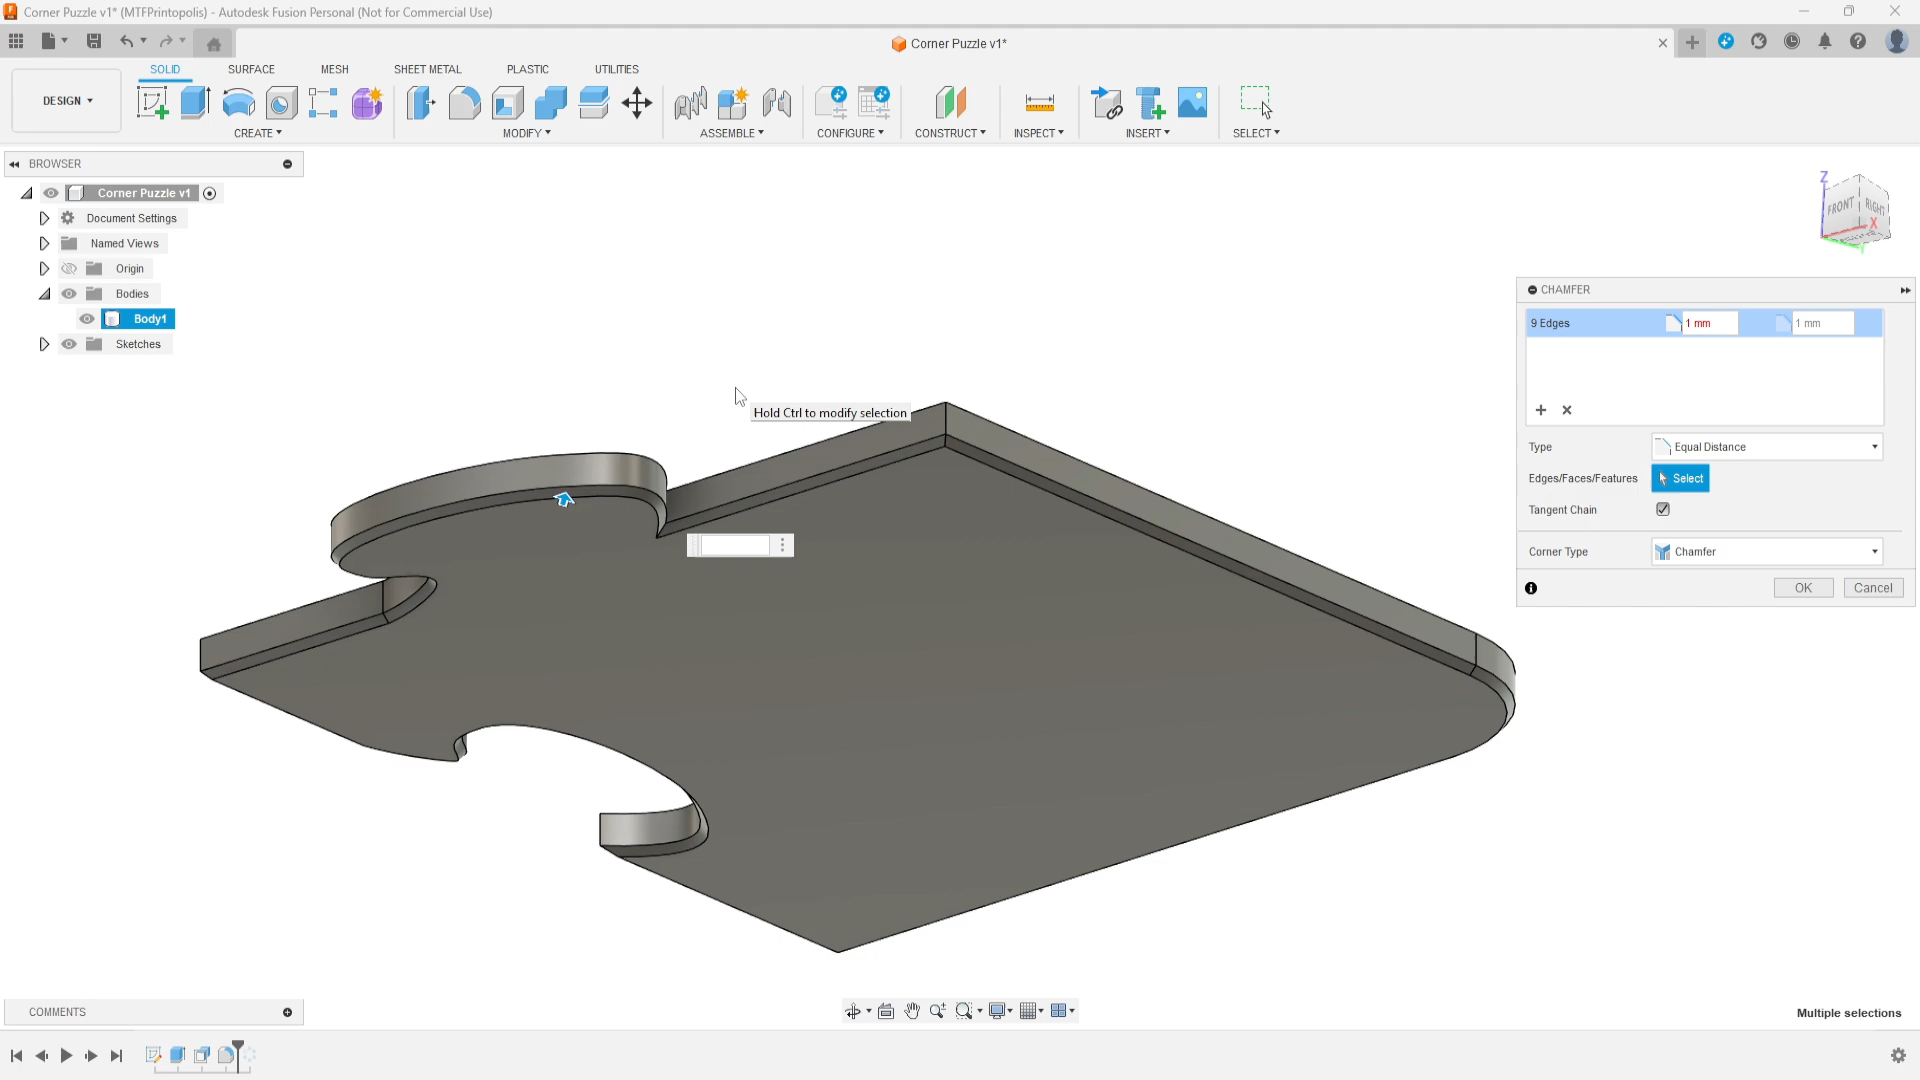 Corner Puzzle v1* (MTFPrintopolis) - Autodesk Fusion Personal (Not for Commercial Use)
Corner Puzzle v1*
SOLID SURFACE MESH SHEET METAL PLASTIC UTILITIES
DESIGN
CREATE MODIFY ASSEMBLE CONFIGURE CONSTRUCT INSPECT INSERT SELECT
BROWSER
Corner Puzzle v1
Document Settings
Named Views
Origin
Bodies
Body1
Sketches
Z
FRONT RIGHT
X
CHAMFER
9 Edges 1 mm 1 mm
Type Equal Distance
Edges/Faces/Features Select
Tangent Chain
Corner Type Chamfer
OK Cancel
Hold Ctrl to modify selection
COMMENTS
Multiple selections